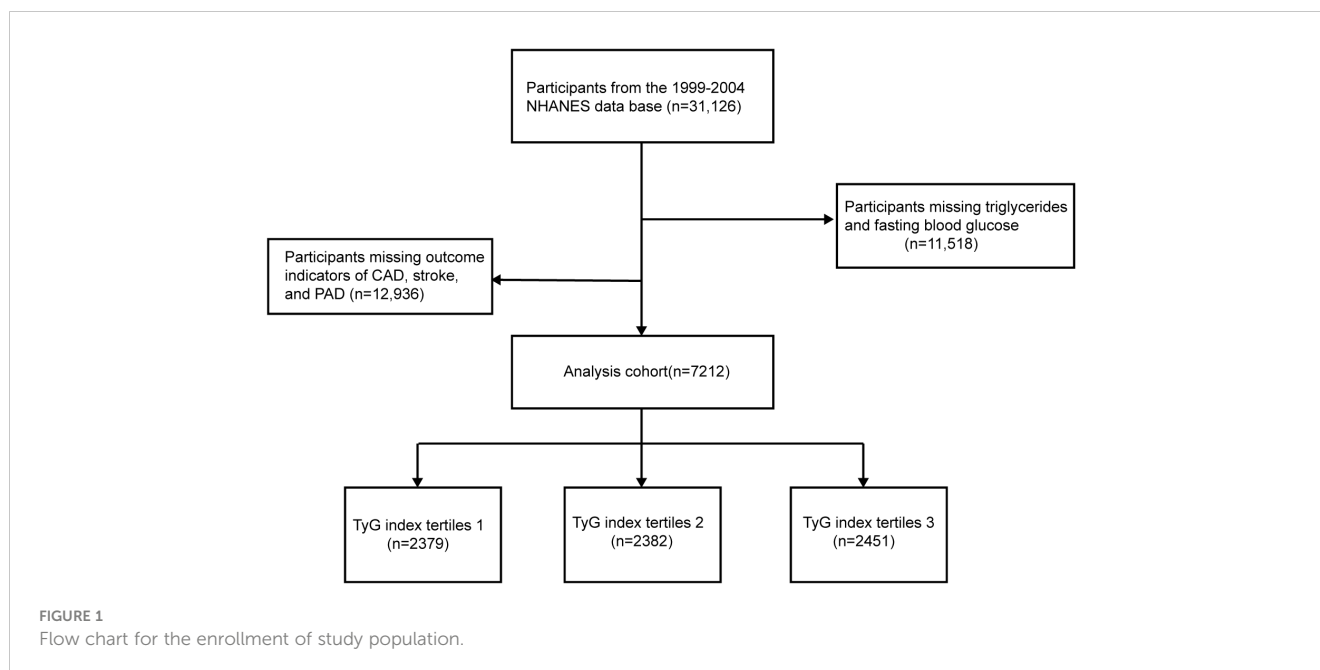 Participants from the 1999-2004
NHANES data base (n=31,126)
Participants missing triglycerides
and fasting blood glucose
(n=11,518)
Participants missing outcome
indicators of CAD, stroke,
and PAD (n=12,936)
Analysis cohort(n=7212)
TyG index tertiles 1
(n=2379)
TyG index tertiles 2
(n=2382)
TyG index tertiles 3
(n=2451)
FIGURE 1
Flow chart for the enrollment of study population.